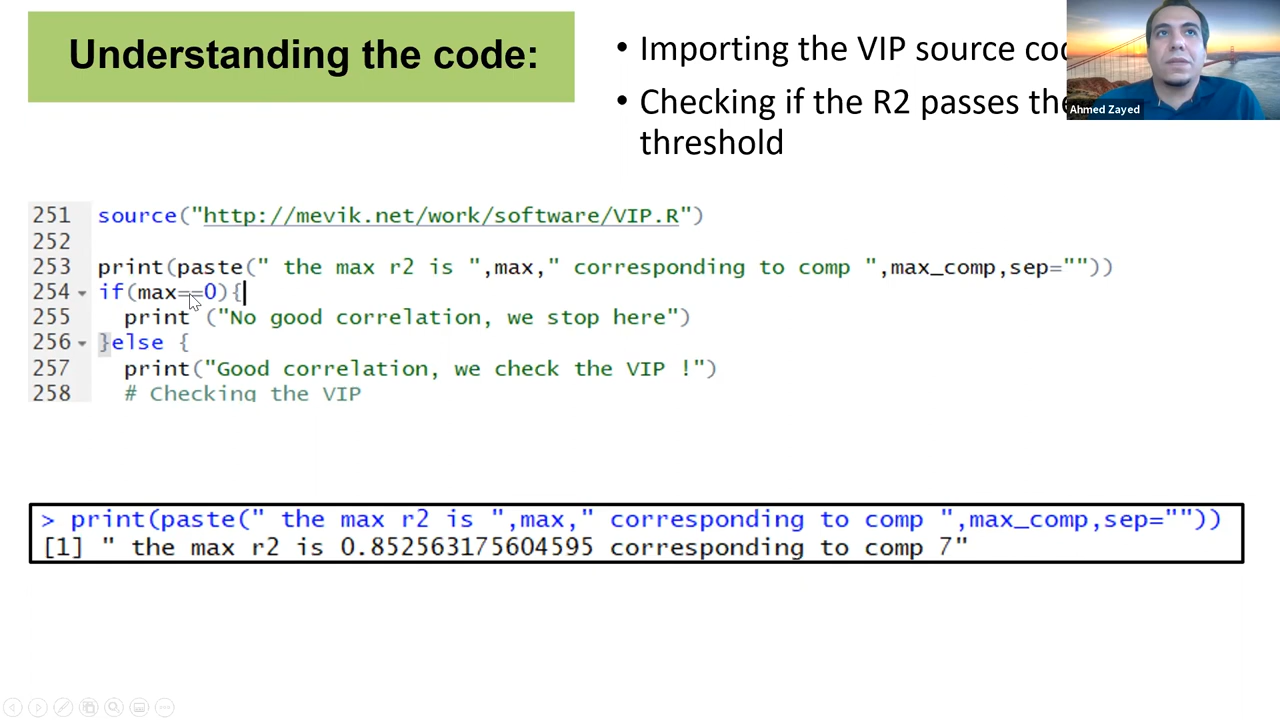 Understanding the code:
• Importing the VIP source
• Checking if the R2 passes
threshold
Ahmed Zayed
251 source("http://mevik.net/work/software/VIP.R")
252
253 print(paste(" the max r2 is ",max," corresponding to comp ",max_comp,sep=""))
254 if(max==0){
255 print ("No good correlation, we stop here")
256 }else {
257 print("Good correlation, we check the VIP !")
258 # Checking the VIP
> print(paste(" the max r2 is ",max," corresponding to comp ",max_comp,sep=""))
[1] " the max r2 is 0.852563175604595 corresponding to comp 7"